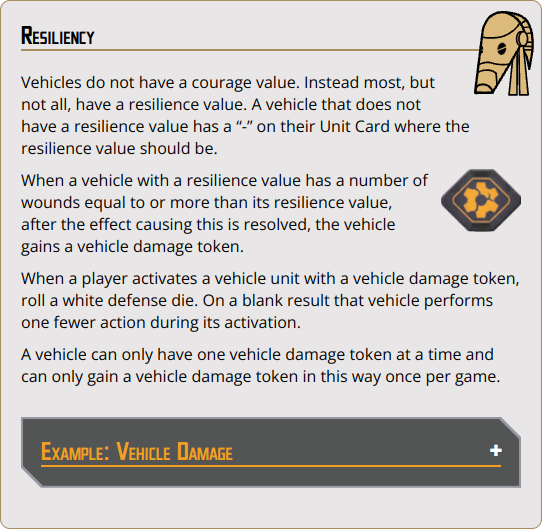 Resiliency
Vehicles do not have a courage value. Instead most, but
not all, have a resilience value. A vehicle that does not
have a resilience value has a “-” on their Unit Card where the
resilience value should be.
When a vehicle with a resilience value has a number of
wounds equal to or more than its resilience value,
after the effect causing this is resolved, the vehicle
gains a vehicle damage token.
When a player activates a vehicle unit with a vehicle damage token,
roll a white defense die. On a blank result that vehicle performs
one fewer action during its activation.
A vehicle can only have one vehicle damage token at a time and
can only gain a vehicle damage token in this way once per game.
Example: Vehicle Damage +